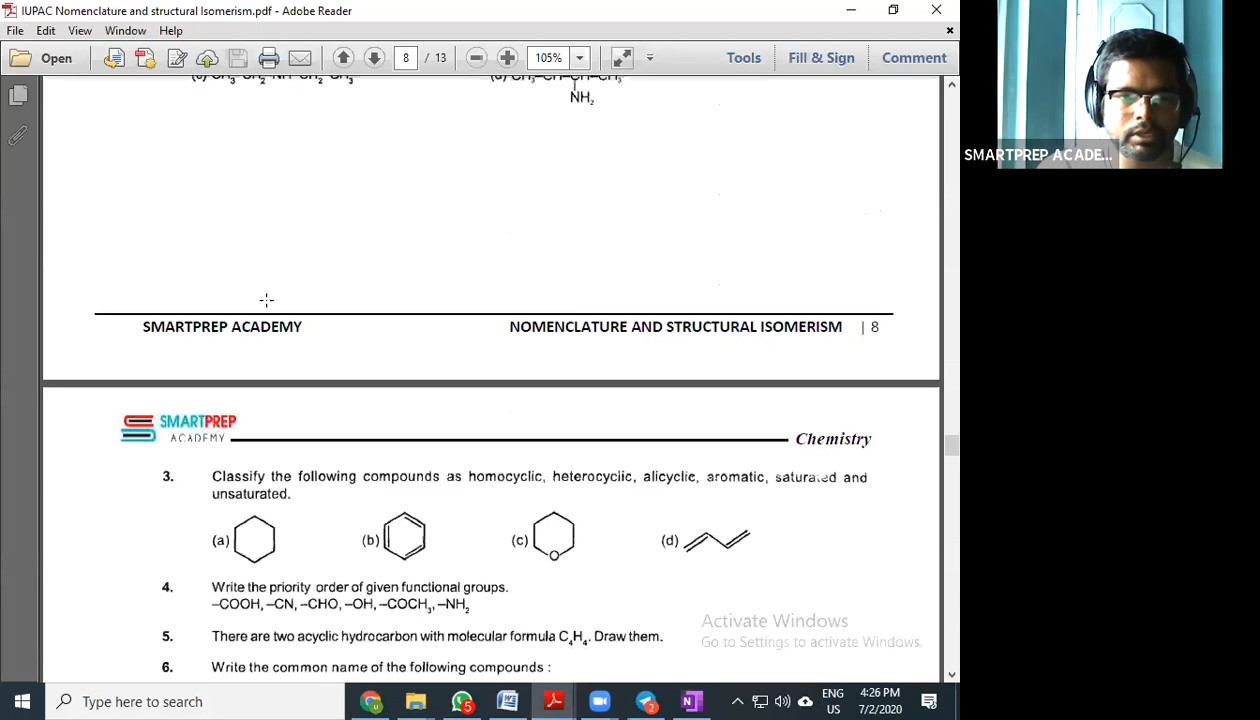 IUPAC Nomenclature and structural Isomerism.pdf - Adobe Reader
File Edit View Window Help
Open 8 / 13 105% Tools Fill & Sign Comment
NH2
SMARTPREP ACADE...
SMARTPREP ACADEMY NOMENCLATURE AND STRUCTURAL ISOMERISM | 8
SMARTPREP
ACADEMY
Chemistry
3. Classify the following compounds as homocyclic, heterocyclic, alicyclic, aromatic, saturated and
unsaturated.
(a) (b) (c) O (d)
4. Write the priority order of given functional groups.
–COOH, –CN, –CHO, –OH, –COCH3, –NH2
5. There are two acyclic hydrocarbon with molecular formula C4H4. Draw them.
6. Write the common name of the following compounds :
Activate Windows
Go to Settings to activate Windows.
Type here to search
5
2
ENG
US
4:26 PM
7/2/2020